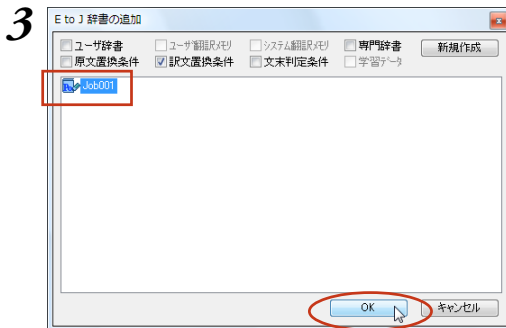 3
E to J 辞書の追加
ユーザ辞書 ユーザ翻訳メモリ システム翻訳メモリ 専門辞書 新規作成
原文置換条件 訳文置換条件 文末判定条件 学習データ
Job001
OK キャンセル